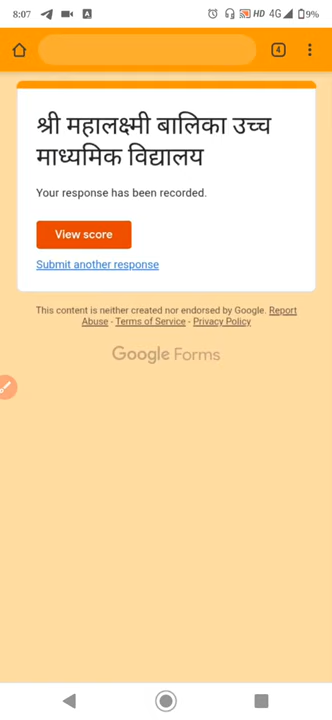 8:07
A
HD 4G 9%
4
श्री महालक्ष्मी बालिका उच्च
माध्यमिक विद्यालय
Your response has been recorded.
View score
Submit another response
This content is neither created nor endorsed by Google. Report
Abuse - Terms of Service - Privacy Policy
Google Forms